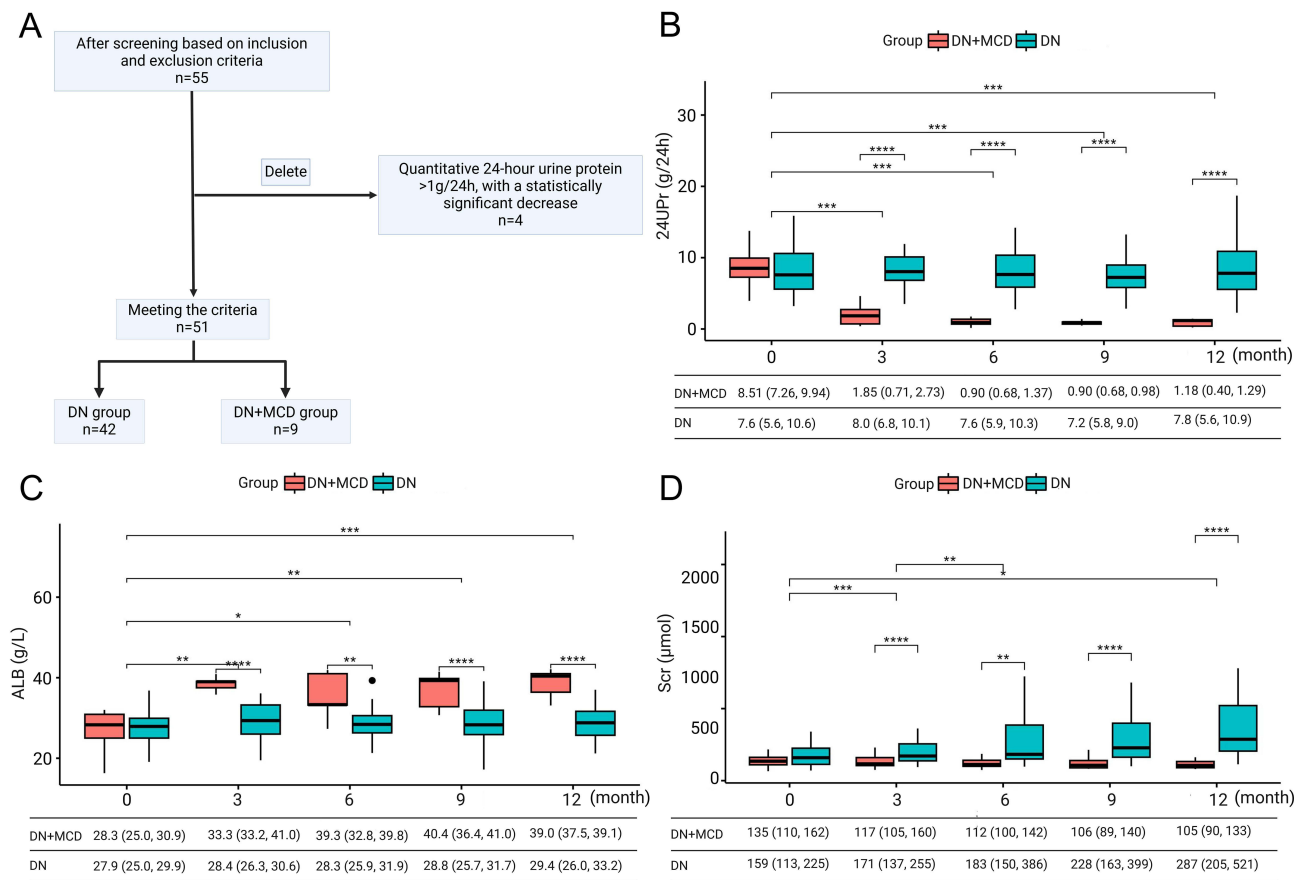 A
After screening based on inclusion
and exclusion criteria
n=55
Delete
Quantitative 24-hour urine protein
>1g/24h, with a statistically
significant decrease
n=4
Meeting the criteria
n=51
DN group
n=42
DN+MCD group
n=9
B
Group DN+MCD DN
24UPr (g/24h)
30
20
10
0
***
***
**** **** ****
***
****
***
0 3 6 9 12 (month)
DN+MCD 8.51 (7.26, 9.94) 1.85 (0.71, 2.73) 0.90 (0.68, 1.37) 0.90 (0.68, 0.98) 1.18 (0.40, 1.29)
DN 7.6 (5.6, 10.6) 8.0 (6.8, 10.1) 7.6 (5.9, 10.3) 7.2 (5.8, 9.0) 7.8 (5.6, 10.9)
C
Group DN+MCD DN
ALB (g/L)
60
40
20
***
**
*
** **** ** **** ****
0 3 6 9 12 (month)
DN+MCD 28.3 (25.0, 30.9) 33.3 (33.2, 41.0) 39.3 (32.8, 39.8) 40.4 (36.4, 41.0) 39.0 (37.5, 39.1)
DN 27.9 (25.0, 29.9) 28.4 (26.3, 30.6) 28.3 (25.9, 31.9) 28.8 (25.7, 31.7) 29.4 (26.0, 33.2)
D
Group DN+MCD DN
Scr (μmol)
2000
1500
1000
500
0
****
**
*
***
****
** ****
0 3 6 9 12 (month)
DN+MCD 135 (110, 162) 117 (105, 160) 112 (100, 142) 106 (89, 140) 105 (90, 133)
DN 159 (113, 225) 171 (137, 255) 183 (150, 386) 228 (163, 399) 287 (205, 521)